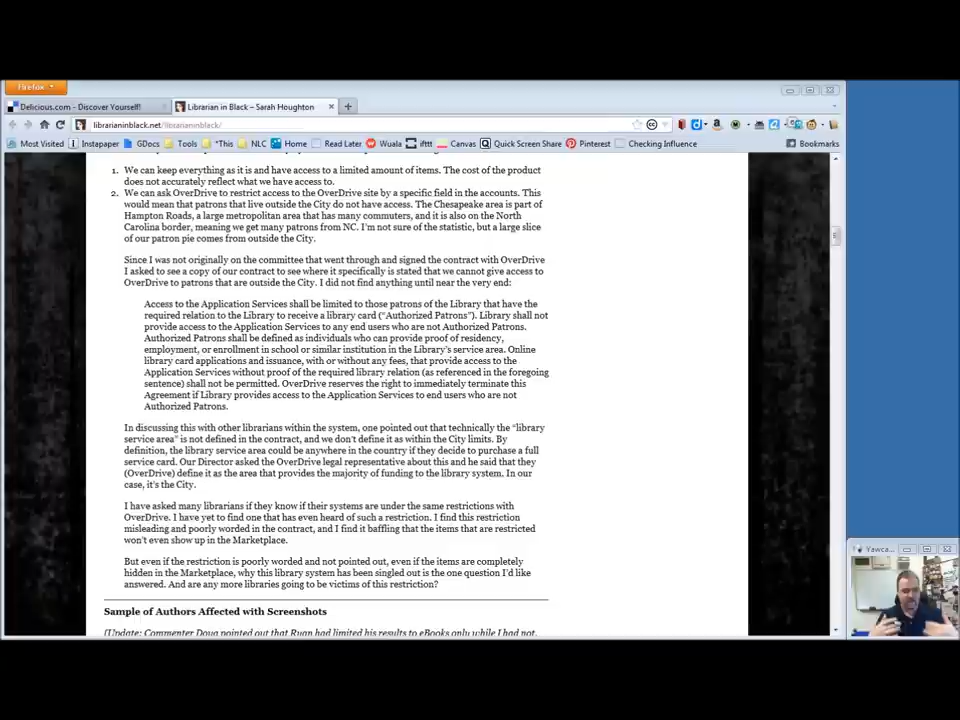 Firefox
Delicious.com - Discover Yourself!
Librarian in Black – Sarah Houghton
librarianinblack.net/librarianinblack/
Most Visited Instapaper GDocs Tools *This NLC Home Read Later Wuala ifttt Canvas Quick Screen Share Pinterest Checking Influence Bookmarks
1. We can keep everything as it is and have access to a limited amount of items. The cost of the product
does not accurately reflect what we have access to.
2. We can ask OverDrive to restrict access to the OverDrive site by a specific field in the accounts. This
would mean that patrons that live outside the City do not have access. The Chesapeake area is part of
Hampton Roads, a large metropolitan area that has many commuters, and it is also on the North
Carolina border, meaning we get many patrons from NC. I'm not sure of the statistic, but a large slice
of our patron pie comes from outside the City.
Since I was not originally on the committee that went through and signed the contract with OverDrive
I asked to see a copy of our contract to see where it specifically is stated that we cannot give access to
OverDrive to patrons that are outside the City. I did not find anything until near the very end:
Access to the Application Services shall be limited to those patrons of the Library that have the
required relation to the Library to receive a library card ("Authorized Patrons"). Library shall not
provide access to the Application Services to any end users who are not Authorized Patrons.
Authorized Patrons shall be defined as individuals who can provide proof of residency,
employment, or enrollment in school or similar institution in the Library's service area. Online
library card applications and issuance, with or without any fees, that provide access to the
Application Services without proof of the required library relation (as referenced in the foregoing
sentence) shall not be permitted. OverDrive reserves the right to immediately terminate this
Agreement if Library provides access to the Application Services to end users who are not
Authorized Patrons.
In discussing this with other librarians within the system, one pointed out that technically the "library
service area" is not defined in the contract, and we don't define it as within the City limits. By
definition, the library service area could be anywhere in the country if they decide to purchase a full
service card. Our Director asked the OverDrive legal representative about this and he said that they
(OverDrive) define it as the area that provides the majority of funding to the library system. In our
case, it's the City.
I have asked many librarians if they know if their systems are under the same restrictions with
OverDrive. I have yet to find one that has even heard of such a restriction. I find this restriction
misleading and poorly worded in the contract, and I find it baffling that the items that are restricted
won't even show up in the Marketplace.
But even if the restriction is poorly worded and not pointed out, even if the items are completely
hidden in the Marketplace, why this library system has been singled out is the one question I'd like
answered. And are any more libraries going to be victims of this restriction?
Sample of Authors Affected with Screenshots
(Update: Commenter Doug pointed out that Ryan had limited his results to eBooks only while I had not.
Yawca...